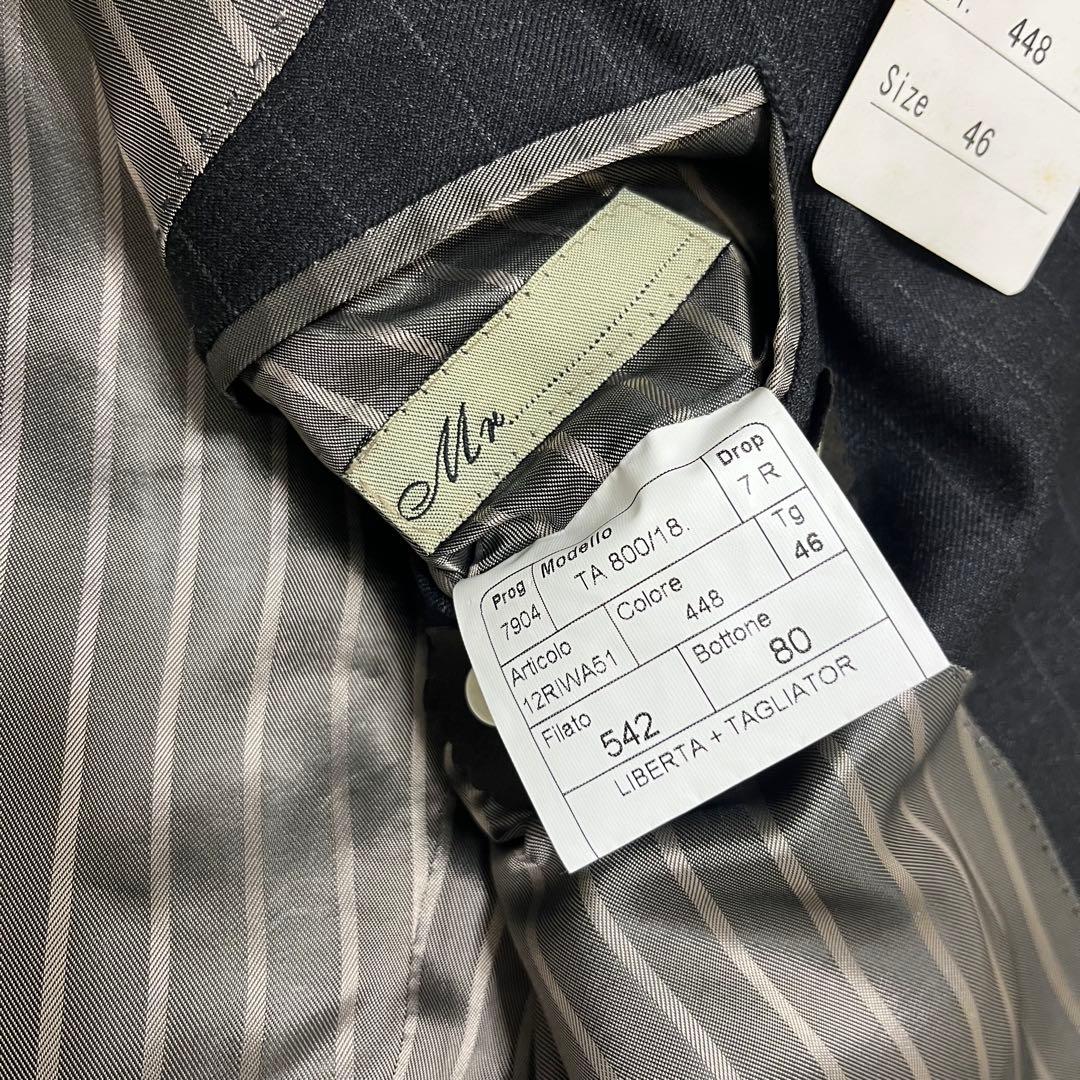 448
Size 46
Mr.
Prog Modello Drop
7904 TA 800/18. 7 R
Articolo Colore Tg
12RIWA51 448 46
Filato Bottone
542 80
LIBERTA + TAGLIATOR